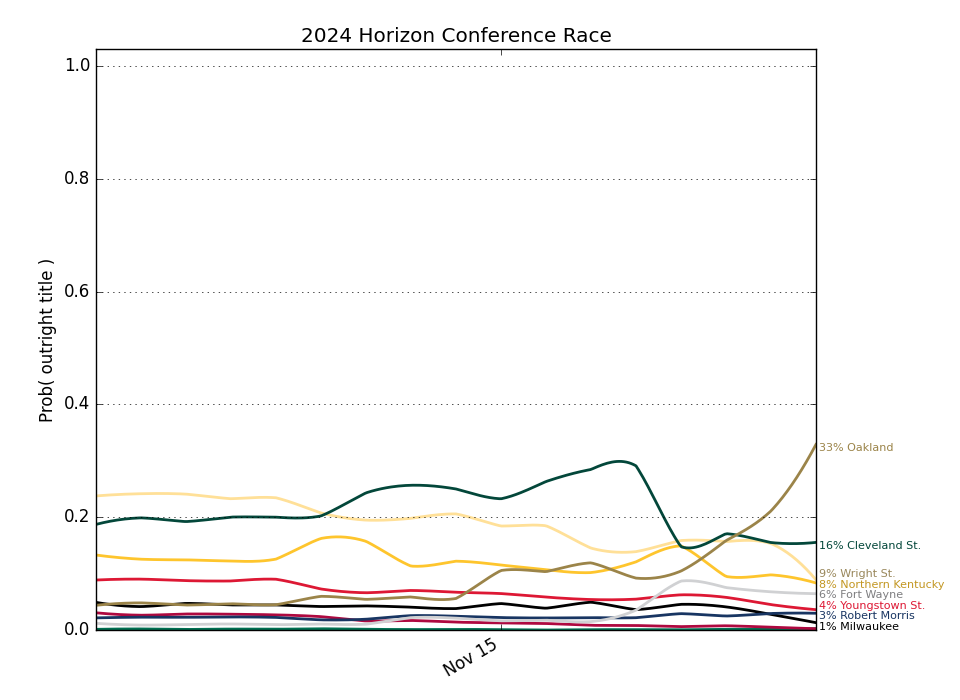 2024 Horizon Conference Race
1.0
0.8
0.6
0.4
0.2
0.0
Prob( outright title )
Nov 15
33% Oakland
16% Cleveland St.
9% Wright St.
8% Northern Kentucky
6% Fort Wayne
4% Youngstown St.
3% Robert Morris
1% Milwaukee